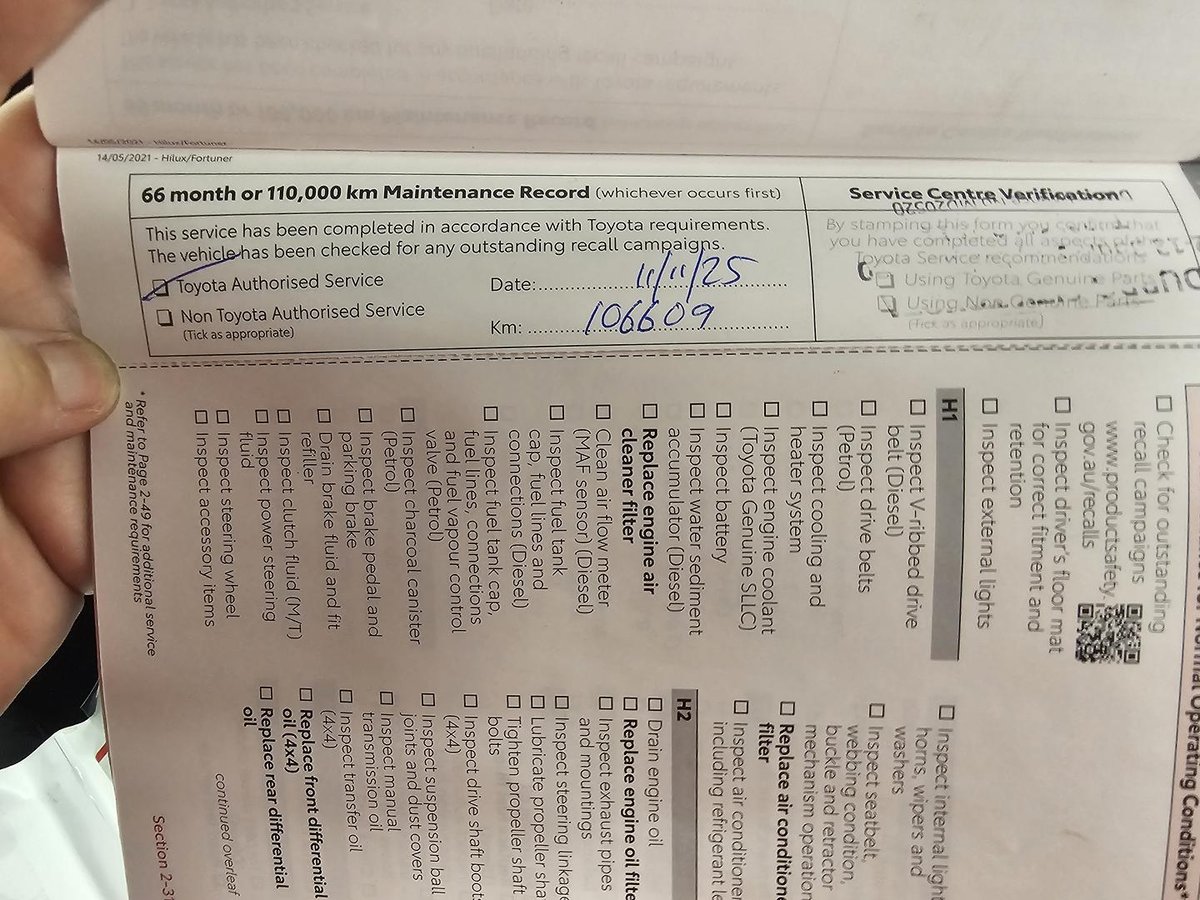 14/05/2021 - Hilux/Fortuner
66 month or 110,000 km Maintenance Record (whichever occurs first)
This service has been completed in accordance with Toyota requirements.
The vehicle has been checked for any outstanding recall campaigns.
Toyota Authorised Service
Date: 11/11/25
Non Toyota Authorised Service
(Tick as appropriate)
Km: 106609
Service Centre Verification
By stamping this form you confirm that
you have completed all aspects of the
Toyota Service recommendations
Using Toyota Genuine Parts
Using Non Genuine Parts
(Tick as appropriate)
Normal Operating Conditions*
Check for outstanding
recall campaigns
www.productsafety.
gov.au/recalls
Inspect driver's floor mat
for correct fitment and
retention
Inspect external lights
H1
Inspect V-ribbed drive
belt (Diesel)
Inspect drive belts
(Petrol)
Inspect cooling and
heater system
Inspect engine coolant
(Toyota Genuine SLLC)
Inspect battery
Inspect water sediment
accumulator (Diesel)
Replace engine air
cleaner filter
Clean air flow meter
(MAF sensor) (Diesel)
Inspect fuel tank
cap, fuel lines and
connections (Diesel)
Inspect fuel tank cap,
fuel lines, connections
and fuel vapour control
valve (Petrol)
Inspect charcoal canister
(Petrol)
Inspect brake pedal and
parking brake
Drain brake fluid and fit
refiller
Inspect clutch fluid (M/T)
Inspect power steering
fluid
Inspect steering wheel
Inspect accessory items
* Refer to Page 2-49 for additional service
and maintenance requirements
Inspect internal light
horns, wipers and
washers
Inspect seatbelt,
webbing condition,
buckle and retractor
mechanism operation
Replace air conditione
filter
Inspect air conditioner
including refrigerant le
H2
Drain engine oil
Replace engine oil filte
Inspect exhaust pipes
and mountings
Inspect steering linkage
Lubricate propeller sha
Tighten propeller shaft
bolts
Inspect drive shaft boots
(4x4)
Inspect suspension ball
joints and dust covers
Inspect manual
transmission oil
Inspect transfer oil
(4x4)
Replace front differential
oil (4x4)
Replace rear differential
oil
continued overleaf
Section 2-31